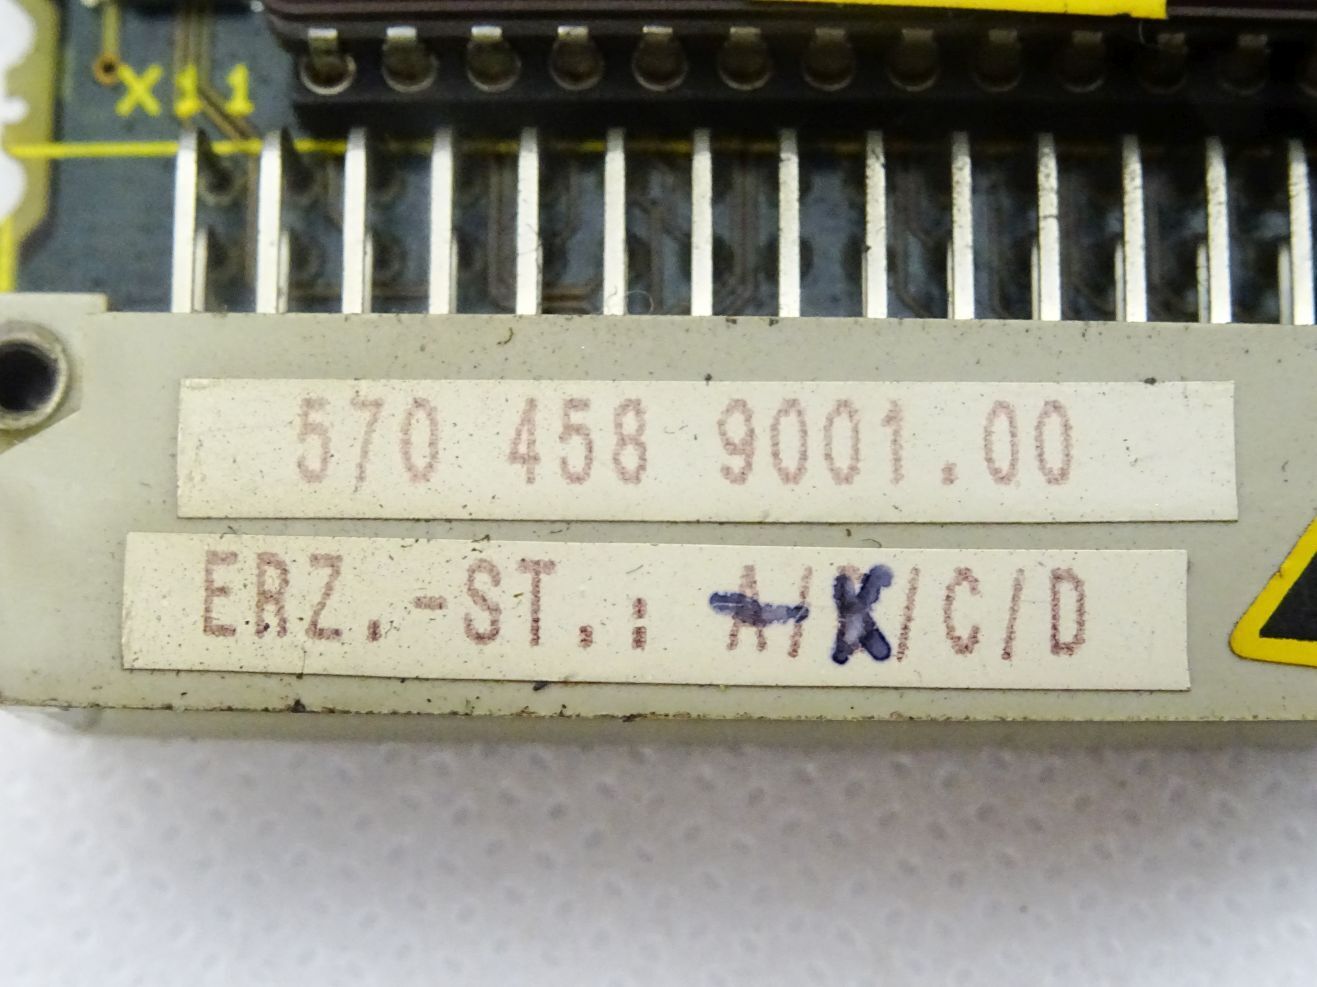 X11
570 458 9001.00
ERZ.-ST.: A/ /C/D